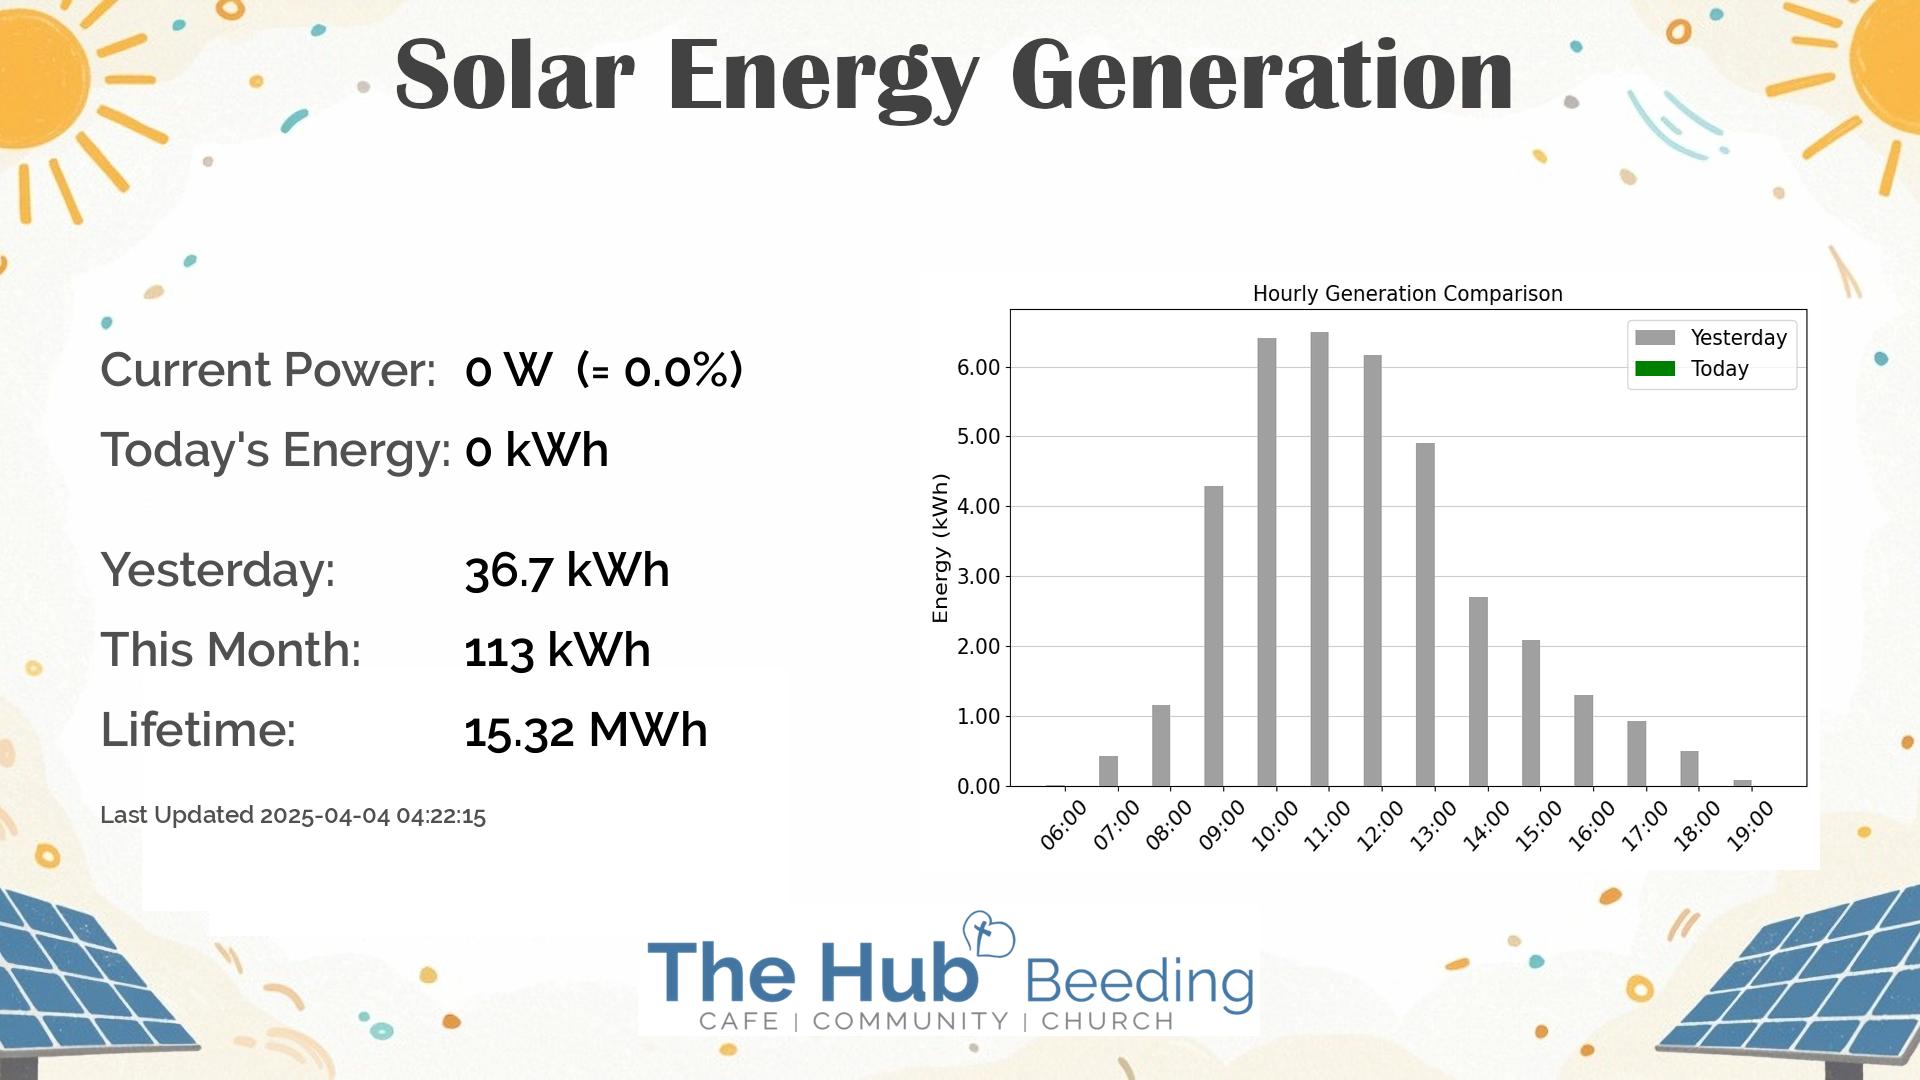 Solar Energy Generation
Current Power: 0 W (= 0.0%)
Today's Energy: 0 kWh
Yesterday: 36.7 kWh
This Month: 113 kWh
Lifetime: 15.32 MWh
Last Updated 2025-04-04 04:22:15
Hourly Generation Comparison
Yesterday
Today
Energy (kWh)
6.00
5.00
4.00
3.00
2.00
1.00
0.00
06:00 07:00 08:00 09:00 10:00 11:00 12:00 13:00 14:00 15:00 16:00 17:00 18:00 19:00
The Hub Beeding
CAFE | COMMUNITY | CHURCH